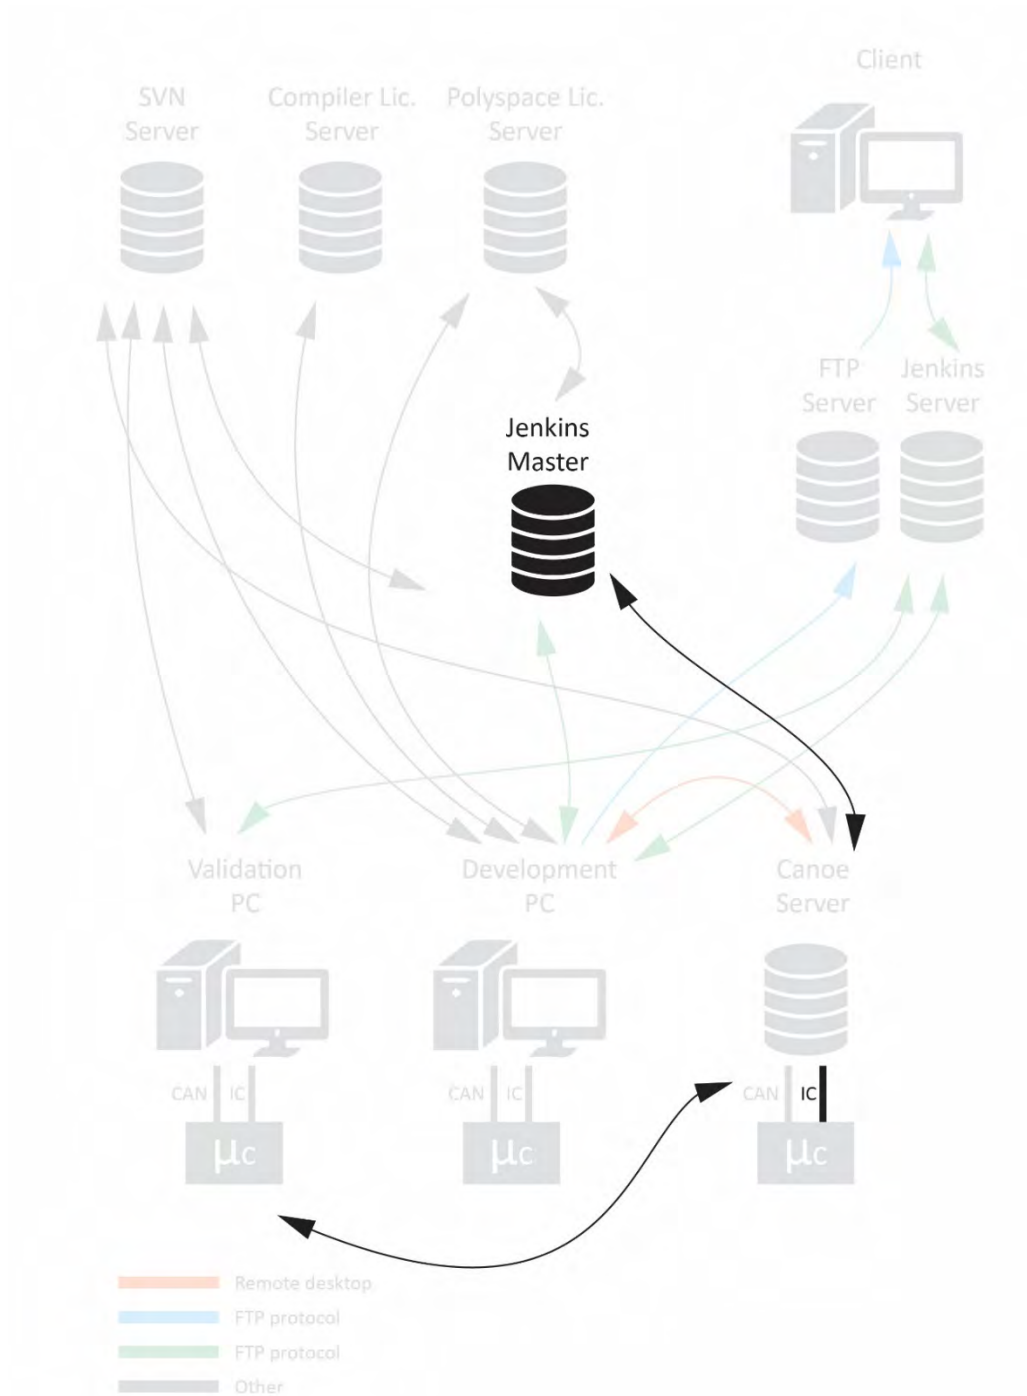 Client
SVN
Server
Compiler Lic.
Server
Polyspace Lic.
Server
FTP
Server
Jenkins
Server
Jenkins
Master
Validation
PC
Development
PC
Canoe
Server
CAN IC
µc
CAN IC
µc
CAN IC
µc
Remote desktop
FTP protocol
FTP protocol
Other